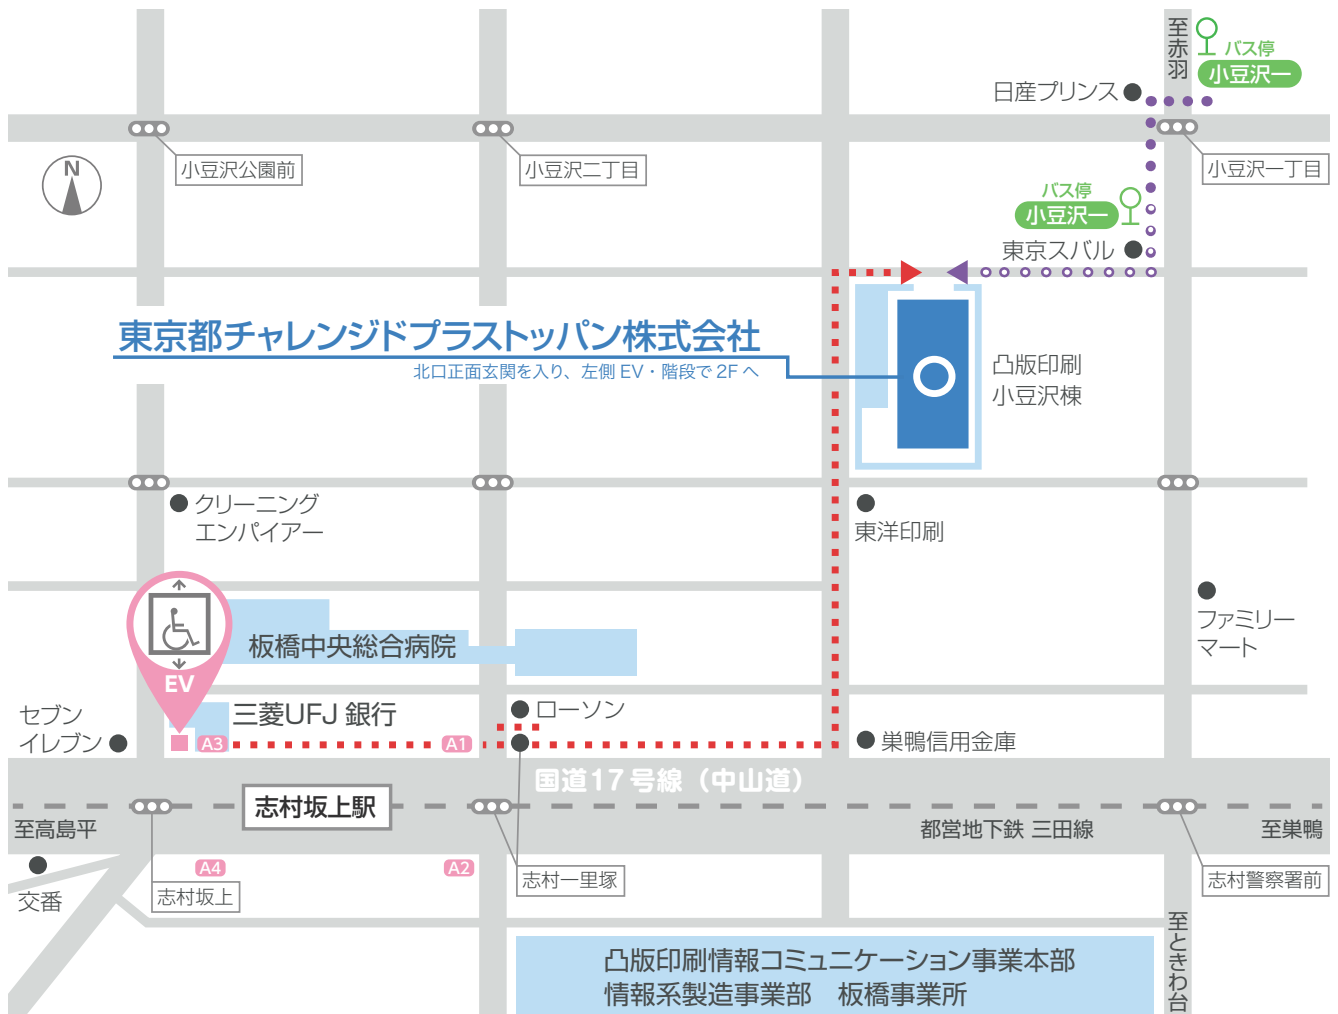 至赤羽
バス停
小豆沢一
日産プリンス
N
小豆沢公園前
小豆沢二丁目
小豆沢一丁目
バス停
小豆沢一
東京スバル
東京都チャレンジドプラストッパン株式会社
北口正面玄関を入り、左側 EV・階段で 2F へ
凸版印刷
小豆沢棟
クリーニング
エンパイアー
東洋印刷
ファミリー
マート
板橋中央総合病院
EV
セブン
イレブン
三菱UFJ 銀行
ローソン
A3
A1
巣鴨信用金庫
国道17号線（中山道）
志村坂上駅
至高島平
都営地下鉄 三田線
至巣鴨
交番
A4
A2
志村坂上
志村一里塚
志村警察署前
至ときわ台
凸版印刷情報コミュニケーション事業本部
情報系製造事業部　板橋事業所